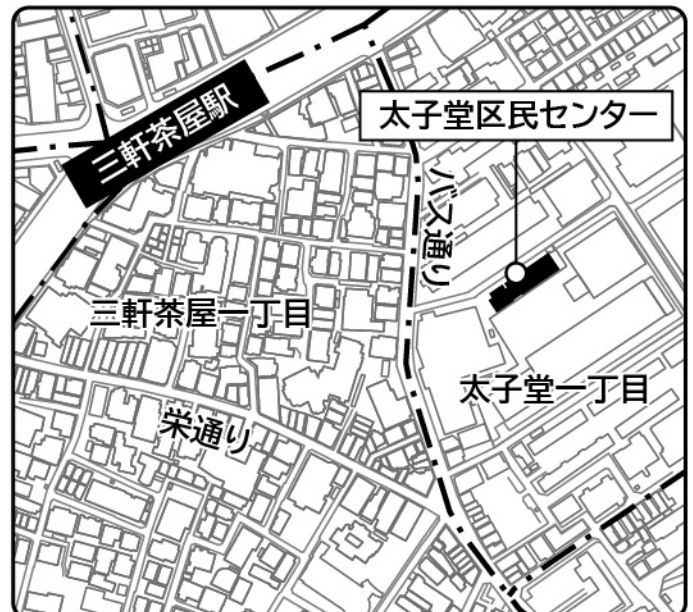 三軒茶屋駅
太子堂区民センター
バス通り
三軒茶屋一丁目
太子堂一丁目
栄通り